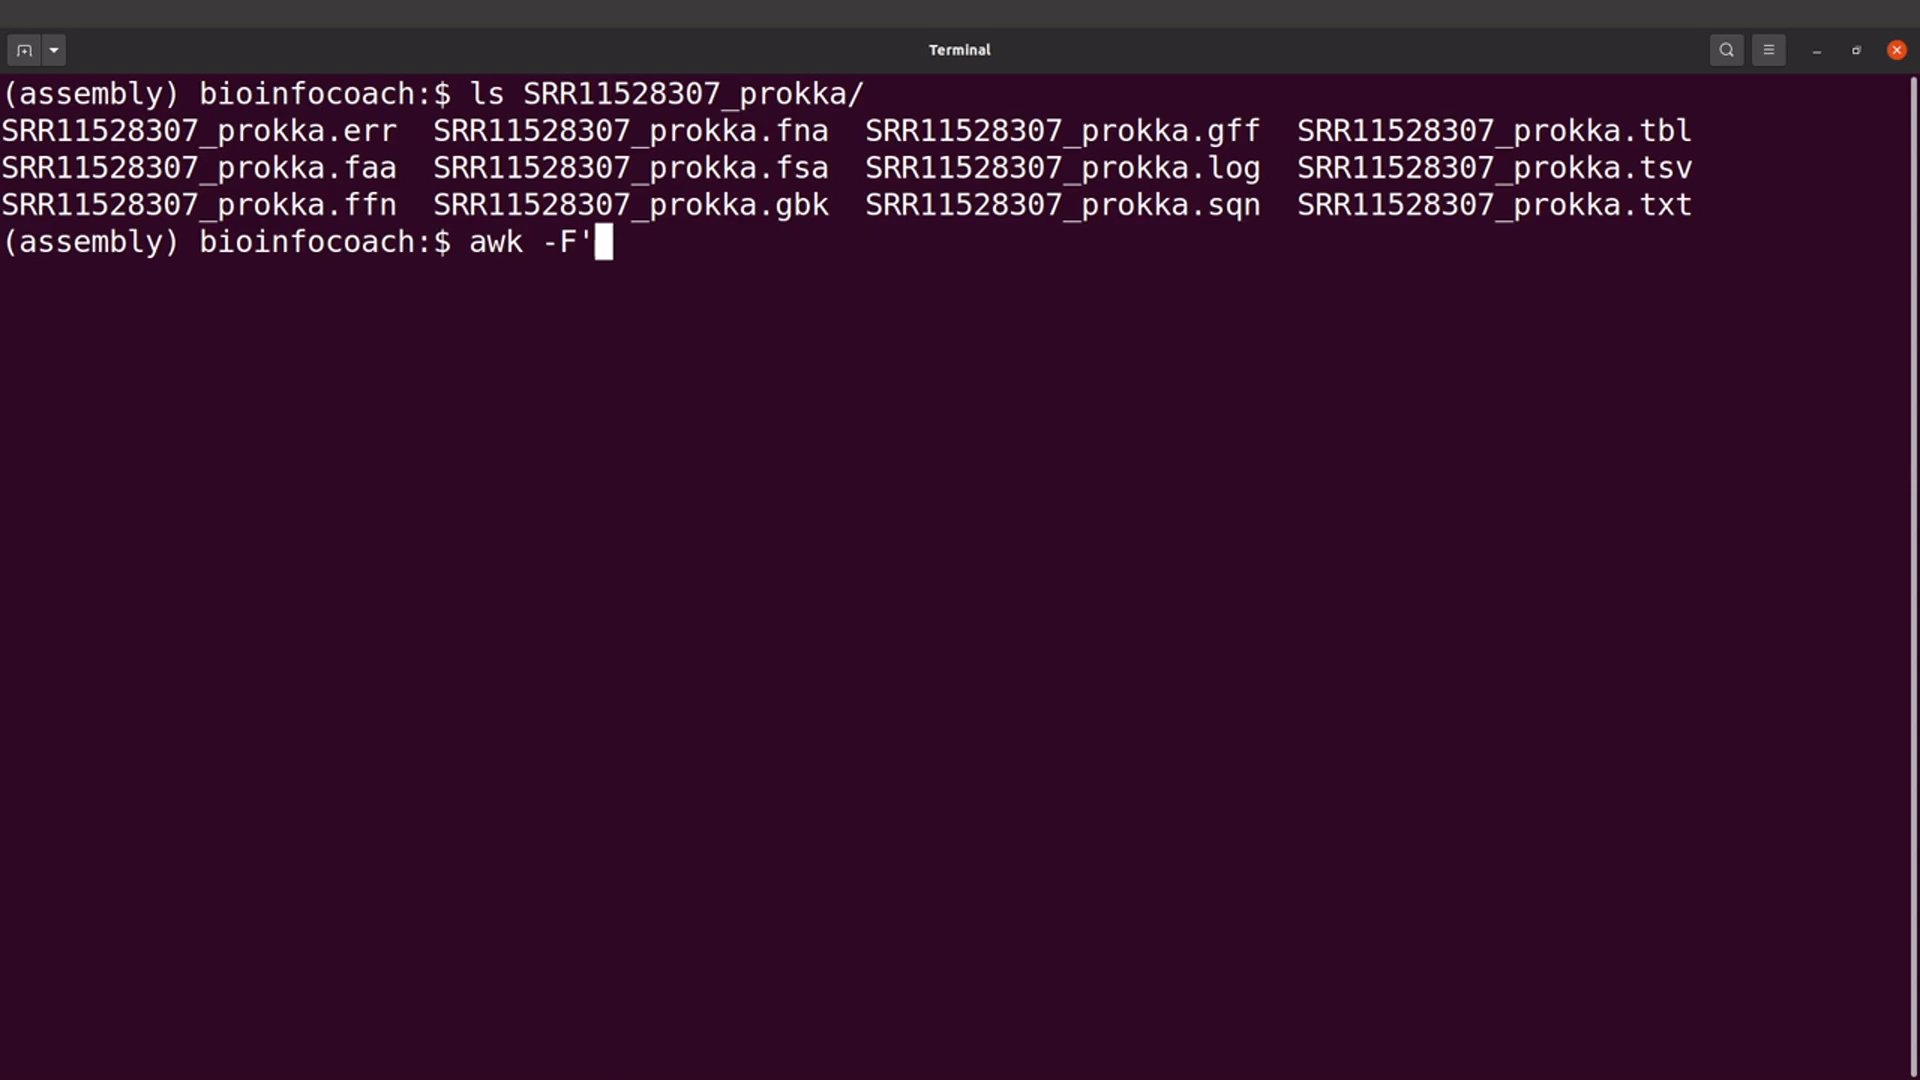 Terminal
(assembly) bioinfocoach:$ ls SRR11528307_prokka/
SRR11528307_prokka.err  SRR11528307_prokka.fna  SRR11528307_prokka.gff  SRR11528307_prokka.tbl
SRR11528307_prokka.faa  SRR11528307_prokka.fsa  SRR11528307_prokka.log  SRR11528307_prokka.tsv
SRR11528307_prokka.ffn  SRR11528307_prokka.gbk  SRR11528307_prokka.sqn  SRR11528307_prokka.txt
(assembly) bioinfocoach:$ awk -F'